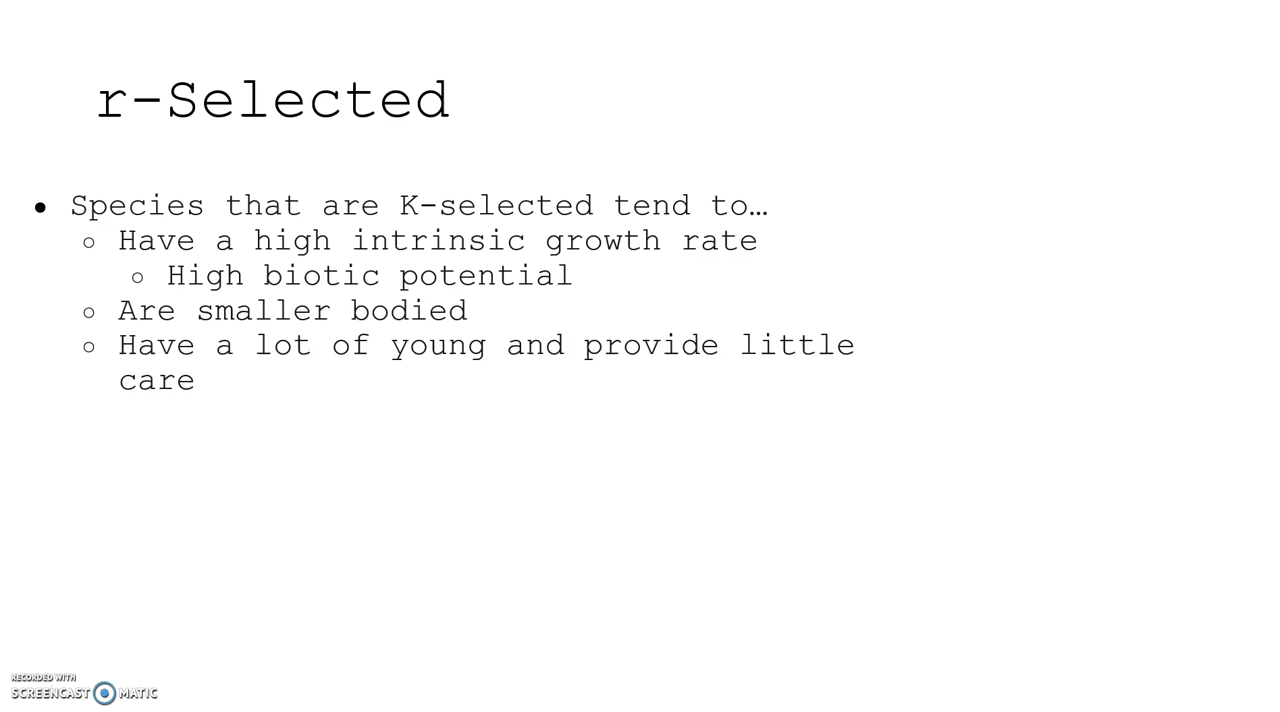 r-Selected
• Species that are K-selected tend to…
○ Have a high intrinsic growth rate
○ High biotic potential
○ Are smaller bodied
○ Have a lot of young and provide little
care
RECORDED WITH
SCREENCAST MATIC